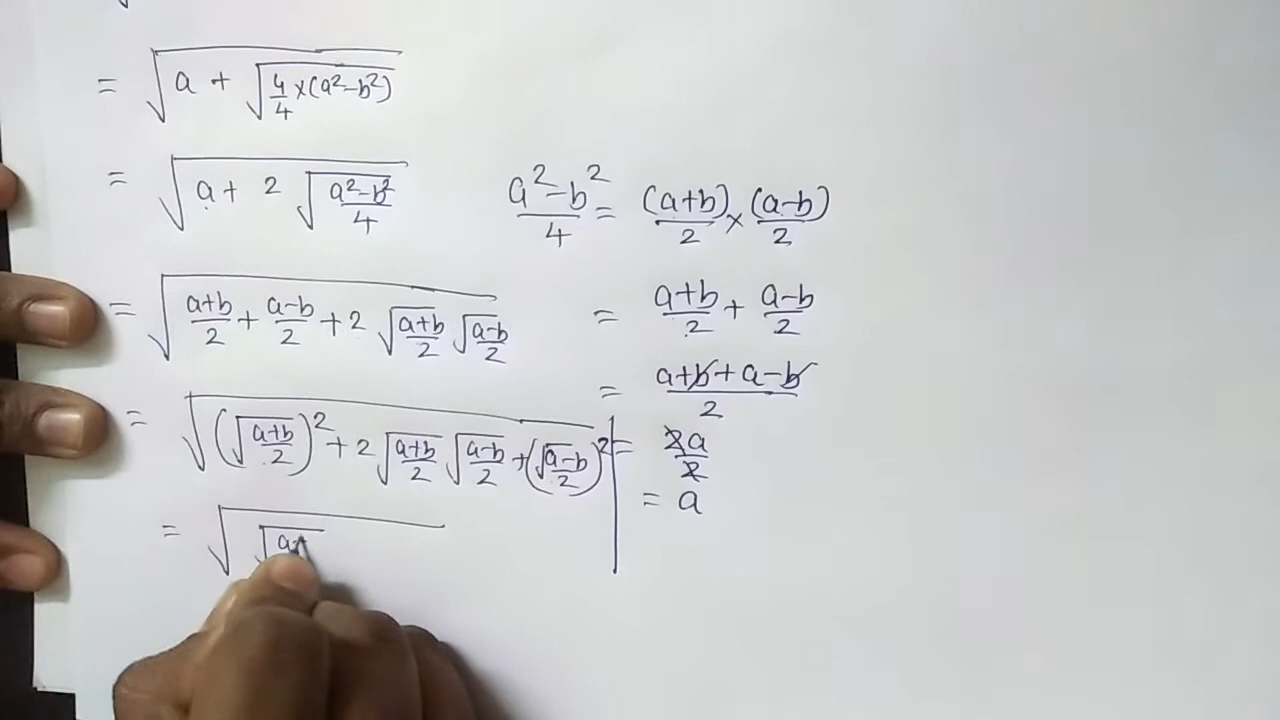 = √(a + √(4/4 × (a² − b²)))
= √(a + 2 √((a² − b²)/4))
(a² − b²)/4 = (a+b)/2 × (a−b)/2
= √((a+b)/2 + (a−b)/2 + 2 √((a+b)/2) √((a−b)/2))
= (a+b)/2 + (a−b)/2
= (a+b+a−b)/2
= √((√((a+b)/2))² + 2 √((a+b)/2) √((a−b)/2) + (√((a−b)/2))²)
= 2a/2
= a
= √(√(a+